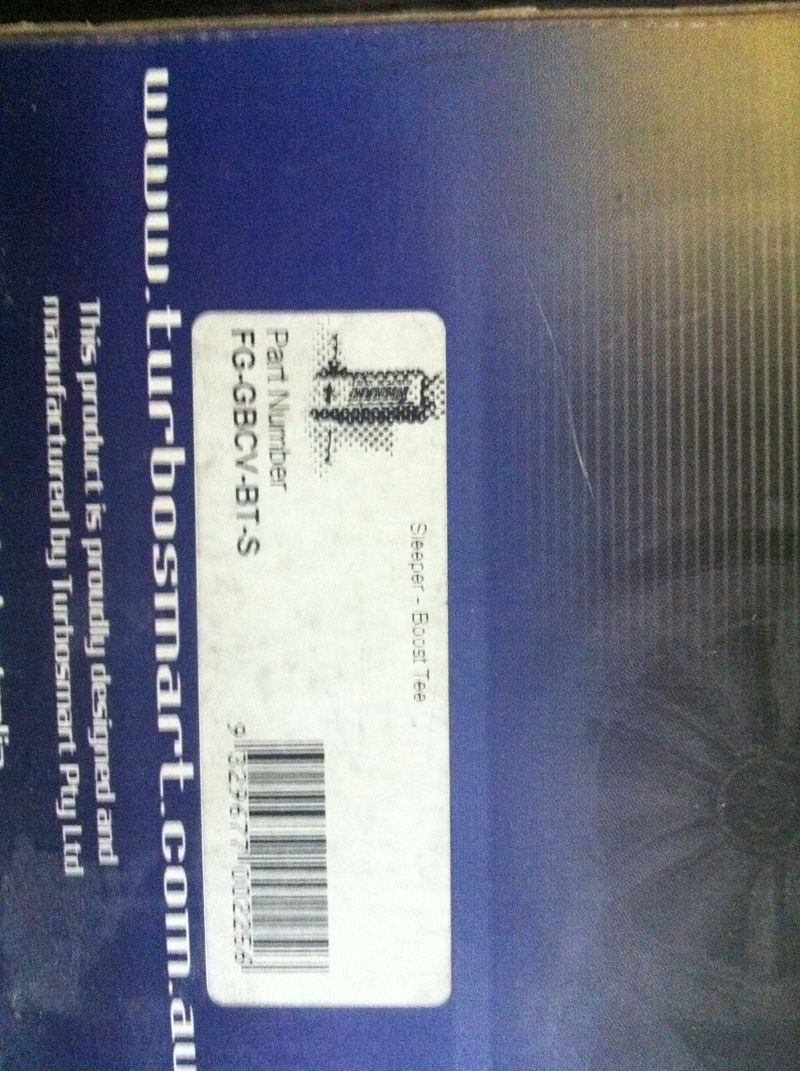 Sleeper - Boost Tee
Part Number
FG-GBCV-BT-S
www.turbosmart.com.au
This product is proudly designed and
manufactured by Turbosmart Pty Ltd